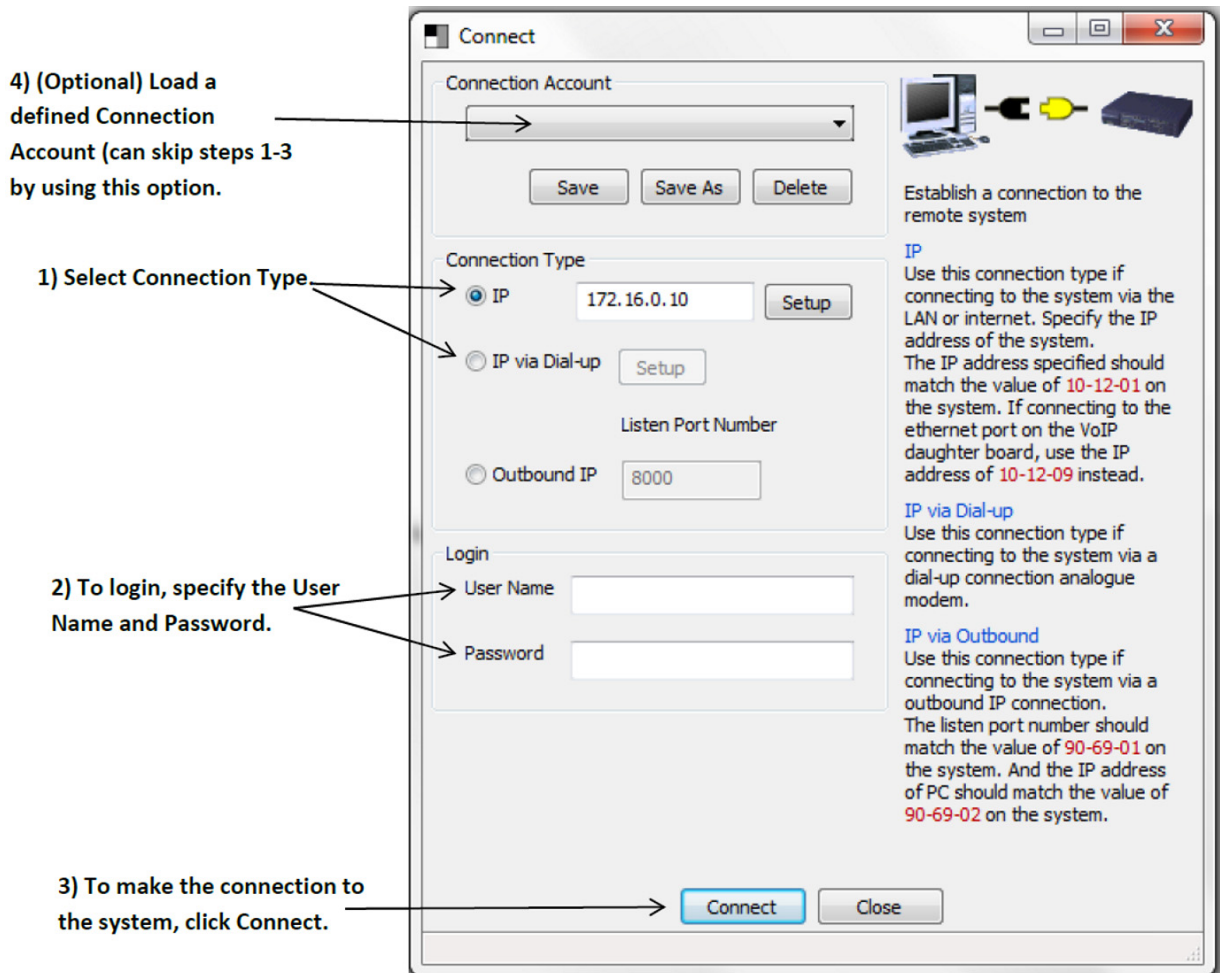 Connect
4) (Optional) Load a
defined Connection
Account (can skip steps 1-3
by using this option.
Connection Account
Save
Save As
Delete
1) Select Connection Type.
Connection Type
IP
172.16.0.10
Setup
IP via Dial-up
Setup
Listen Port Number
Outbound IP
8000
2) To login, specify the User
Name and Password.
Login
User Name
Password
3) To make the connection to
the system, click Connect.
Connect
Close
Establish a connection to the
remote system
IP
Use this connection type if
connecting to the system via the
LAN or internet. Specify the IP
address of the system.
The IP address specified should
match the value of 10-12-01 on
the system. If connecting to the
ethernet port on the VoIP
daughter board, use the IP
address of 10-12-09 instead.
IP via Dial-up
Use this connection type if
connecting to the system via a
dial-up connection analogue
modem.
IP via Outbound
Use this connection type if
connecting to the system via a
outbound IP connection.
The listen port number should
match the value of 90-69-01 on
the system. And the IP address
of PC should match the value of
90-69-02 on the system.